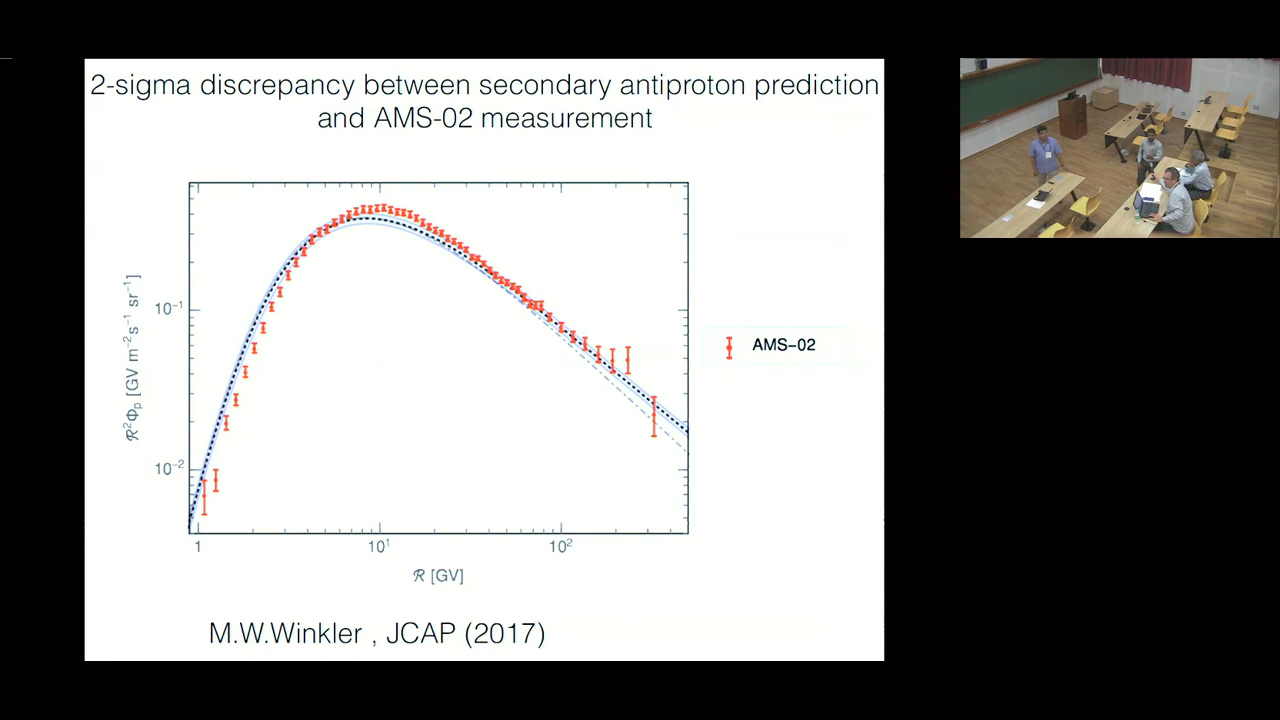 2-sigma discrepancy between secondary antiproton prediction
and AMS-02 measurement
ℛ²Φₚ [GV m⁻² s⁻¹ sr⁻¹]
10⁻¹
10⁻²
1
10¹
10²
ℛ [GV]
AMS−02
M.W.Winkler , JCAP (2017)